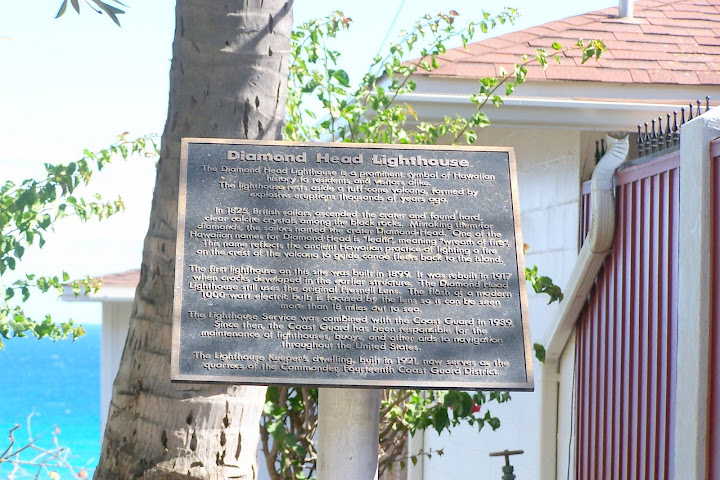 Diamond Head Lighthouse
The Diamond Head Lighthouse is a prominent symbol of Hawaiian
history to residents and visitors alike.
The lighthouse rests aside a tuff-cone volcano, formed by
explosive eruptions thousands of years ago.
In 1825, British sailors ascended the crater and found hard,
clear calcite crystals among the black rocks. Mistaking them for
diamonds, the sailors named the crater Diamond Head. One of the
Hawaiian names for Diamond Head is "leahi", meaning "wreath of fire".
This name reflects the ancient Hawaiian practice of lighting a fire
on the crest of the volcano to guide canoe fleets back to the island.
The first lighthouse on this site was built in 1899. It was rebuilt in 1917
when cracks developed in the earlier structure. The Diamond Head
Lighthouse still uses the original Fresnell Lens. The flash of a modern
1000-watt electric bulb is focused by the lens so it can be seen
more than 18 miles out to sea.
The Lighthouse Service was combined with the Coast Guard in 1939.
Since then, the Coast Guard has been responsible for the
maintenance of lighthouses, buoys, and other aids to navigation
throughout the United States.
The Lighthouse Keeper's dwelling, built in 1921, now serves as the
quarters of the Commander, Fourteenth Coast Guard District.